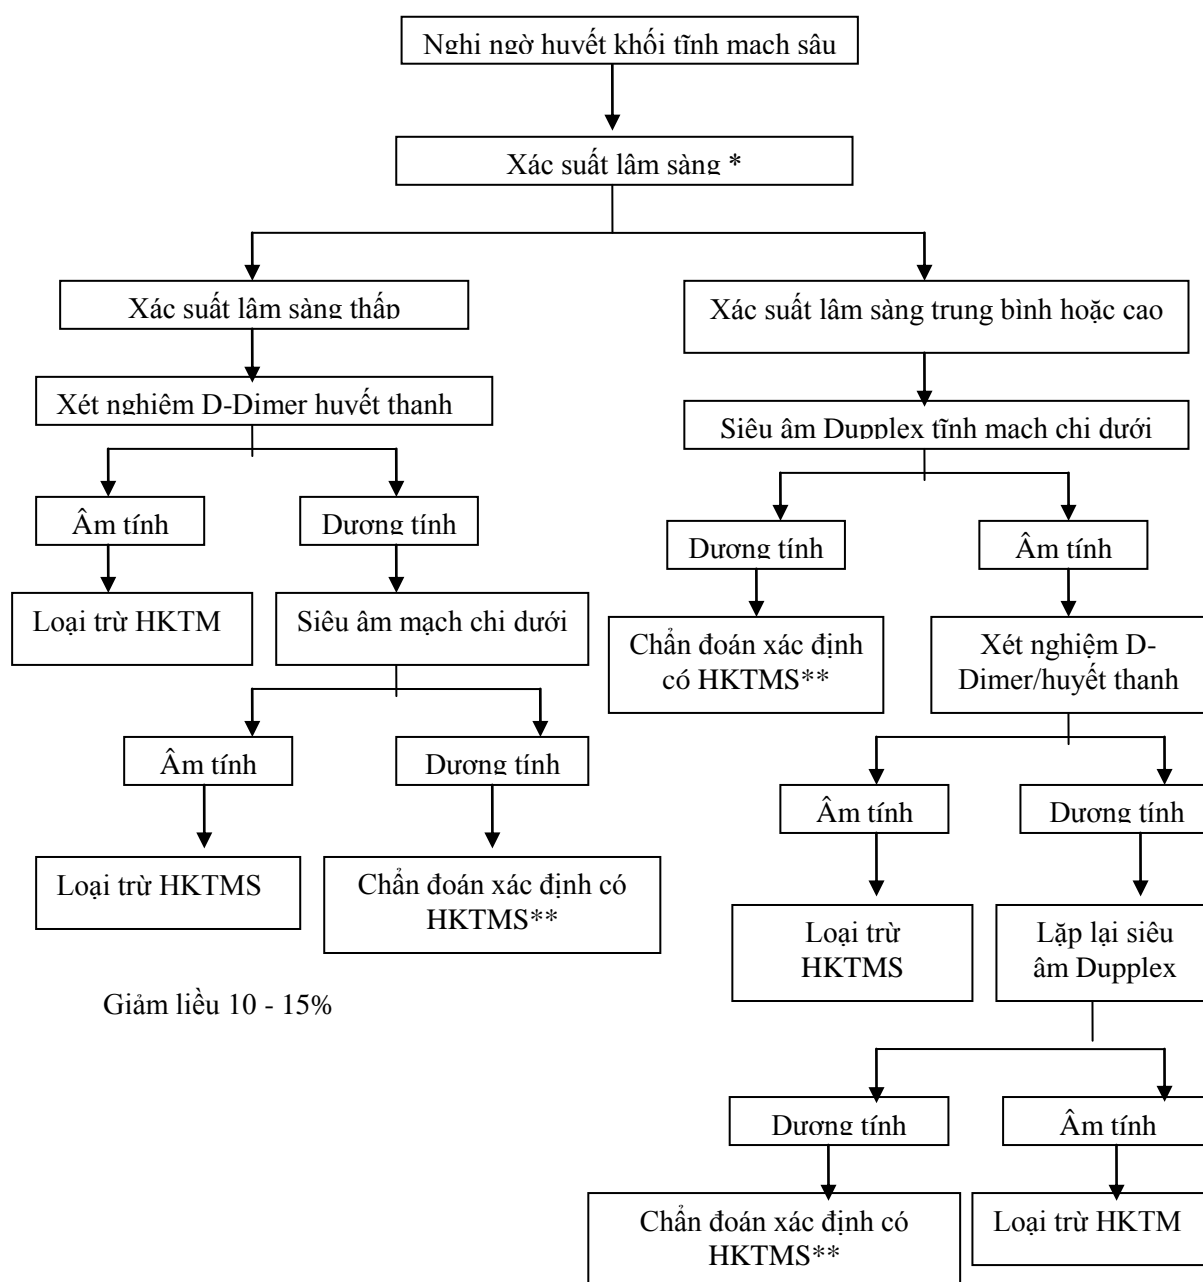 Nghi ngờ huyết khối tĩnh mạch sâu
Xác suất lâm sàng *
Xác suất lâm sàng thấp
Xác suất lâm sàng trung bình hoặc cao
Xét nghiệm D-Dimer huyết thanh
Siêu âm Dupplex tĩnh mạch chi dưới
Âm tính
Dương tính
Dương tính
Âm tính
Loại trừ HKTM
Siêu âm mạch chi dưới
Chẩn đoán xác định
có HKTMS**
Xét nghiệm D-
Dimer/huyết thanh
Âm tính
Dương tính
Âm tính
Dương tính
Loại trừ HKTMS
Chẩn đoán xác định có
HKTMS**
Loại trừ
HKTMS
Lặp lại siêu
âm Dupplex
Giảm liều 10 - 15%
Dương tính
Âm tính
Chẩn đoán xác định có
HKTMS**
Loại trừ HKTM